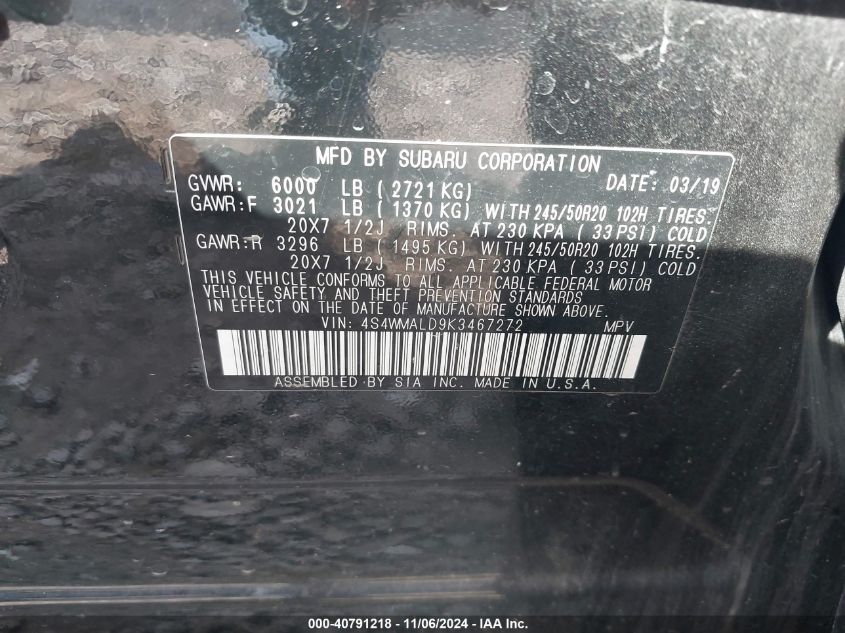 MFD BY SUBARU CORPORATION
GVWR: 6000 LB ( 2721 KG) DATE: 03/19
GAWR:F 3021 LB ( 1370 KG) WITH 245/50R20 102H TIRES.
20X7 1/2J RIMS. AT 230 KPA ( 33 PSI) COLD
GAWR:R 3296 LB ( 1495 KG) WITH 245/50R20 102H TIRES.
20X7 1/2J RIMS. AT 230 KPA ( 33 PSI) COLD
THIS VEHICLE CONFORMS TO ALL APPLICABLE FEDERAL MOTOR
VEHICLE SAFETY AND THEFT PREVENTION STANDARDS
IN EFFECT ON THE DATE OF MANUFACTURE SHOWN ABOVE.
VIN: 4S4WMALD9K3467272 MPV
ASSEMBLED BY SIA INC. MADE IN U.S.A.
000-40791218 - 11/06/2024 - IAA Inc.